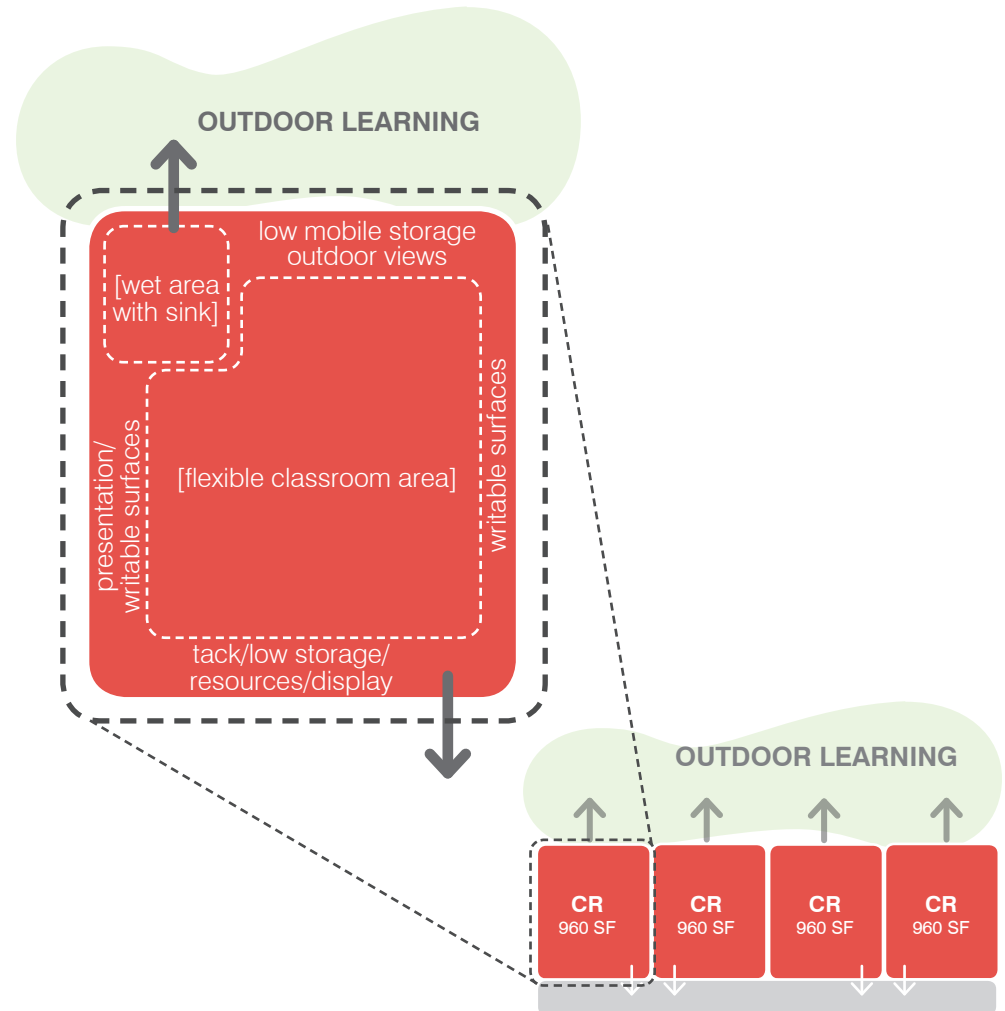 OUTDOOR LEARNING
low mobile storage
outdoor views
[wet area
with sink]
presentation/
writable surfaces
[flexible classroom area]
writable surfaces
tack/low storage/
resources/display
OUTDOOR LEARNING
CR
960 SF
CR
960 SF
CR
960 SF
CR
960 SF